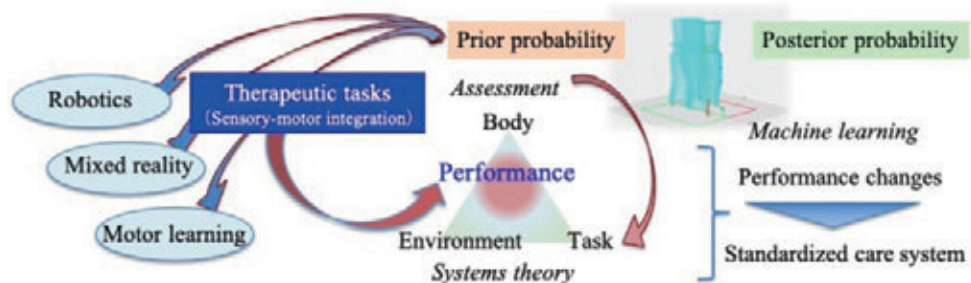 Prior probability
Posterior probability
Robotics
Therapeutic tasks
(Sensory-motor integration)
Assessment
Body
Machine learning
Mixed reality
Performance
Performance changes
Motor learning
Environment
Task
Standardized care system
Systems theory